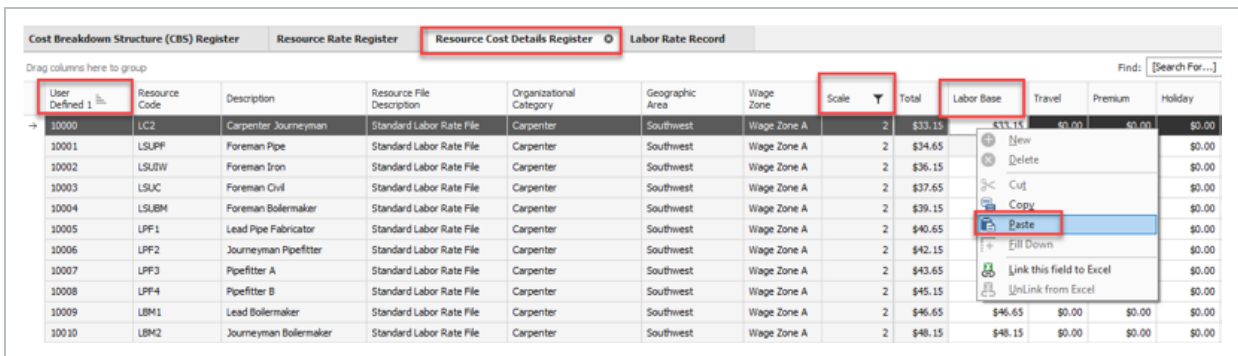 Cost Breakdown Structure (CBS) Register Resource Rate Register Resource Cost Details Register Labor Rate Record
Drag columns here to group Find: [Search For...]
User Defined 1 Resource Code Description Resource File Description Organizational Category Geographic Area Wage Zone Scale Total Labor Base Travel Premium Holiday
10000 LC2 Carpenter Journeyman Standard Labor Rate File Carpenter Southwest Wage Zone A 2 $33.15 $33.15 $0.00 $0.00 $0.00
10001 LSUPF Foreman Pipe Standard Labor Rate File Carpenter Southwest Wage Zone A 2 $34.65 $0.00
10002 LSUIW Foreman Iron Standard Labor Rate File Carpenter Southwest Wage Zone A 2 $36.15 $0.00
10003 LSUC Foreman Civil Standard Labor Rate File Carpenter Southwest Wage Zone A 2 $37.65 $0.00
10004 LSUBM Foreman Boilermaker Standard Labor Rate File Carpenter Southwest Wage Zone A 2 $39.15 $0.00
10005 LPF1 Lead Pipe Fabricator Standard Labor Rate File Carpenter Southwest Wage Zone A 2 $40.65 $0.00
10006 LPF2 Journeyman Pipefitter Standard Labor Rate File Carpenter Southwest Wage Zone A 2 $42.15 $0.00
10007 LPF3 Pipefitter A Standard Labor Rate File Carpenter Southwest Wage Zone A 2 $43.65 $0.00
10008 LPF4 Pipefitter B Standard Labor Rate File Carpenter Southwest Wage Zone A 2 $45.15 $0.00
10009 LBM1 Lead Boilermaker Standard Labor Rate File Carpenter Southwest Wage Zone A 2 $46.65 $46.65 $0.00 $0.00 $0.00
10010 LBM2 Journeyman Boilermaker Standard Labor Rate File Carpenter Southwest Wage Zone A 2 $48.15 $48.15 $0.00 $0.00 $0.00
New
Delete
Cut
Copy
Paste
Fill Down
Link this field to Excel
UnLink from Excel